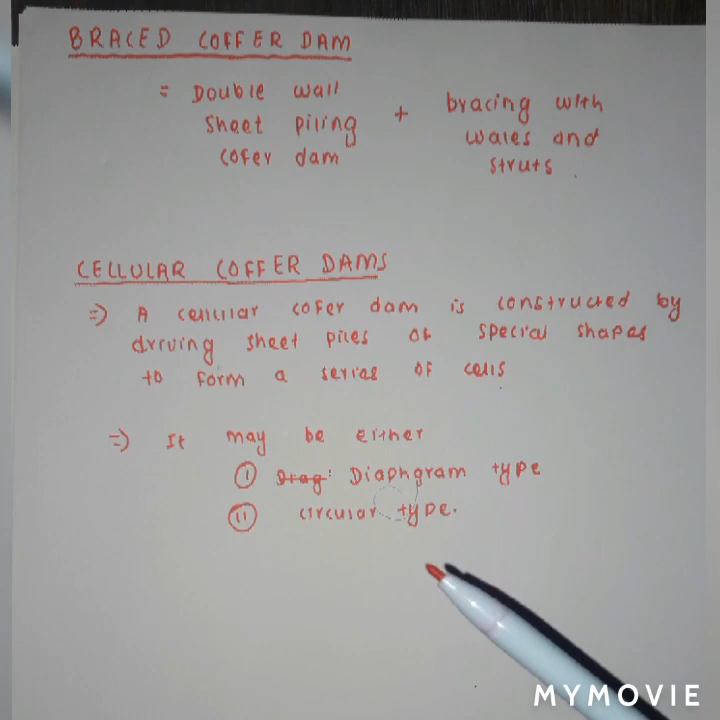 BRACED COFFER DAM
= Double wall sheet piling cofer dam + bracing with wales and struts.
CELLULAR COFFER DAMS
=> A cellular cofer dam is constructed by
driving sheet piles of special shapes
to form a series of cells
=> It may be either
(i) Drag: Diaphgram type
(ii) circular type.
MYMOVIE